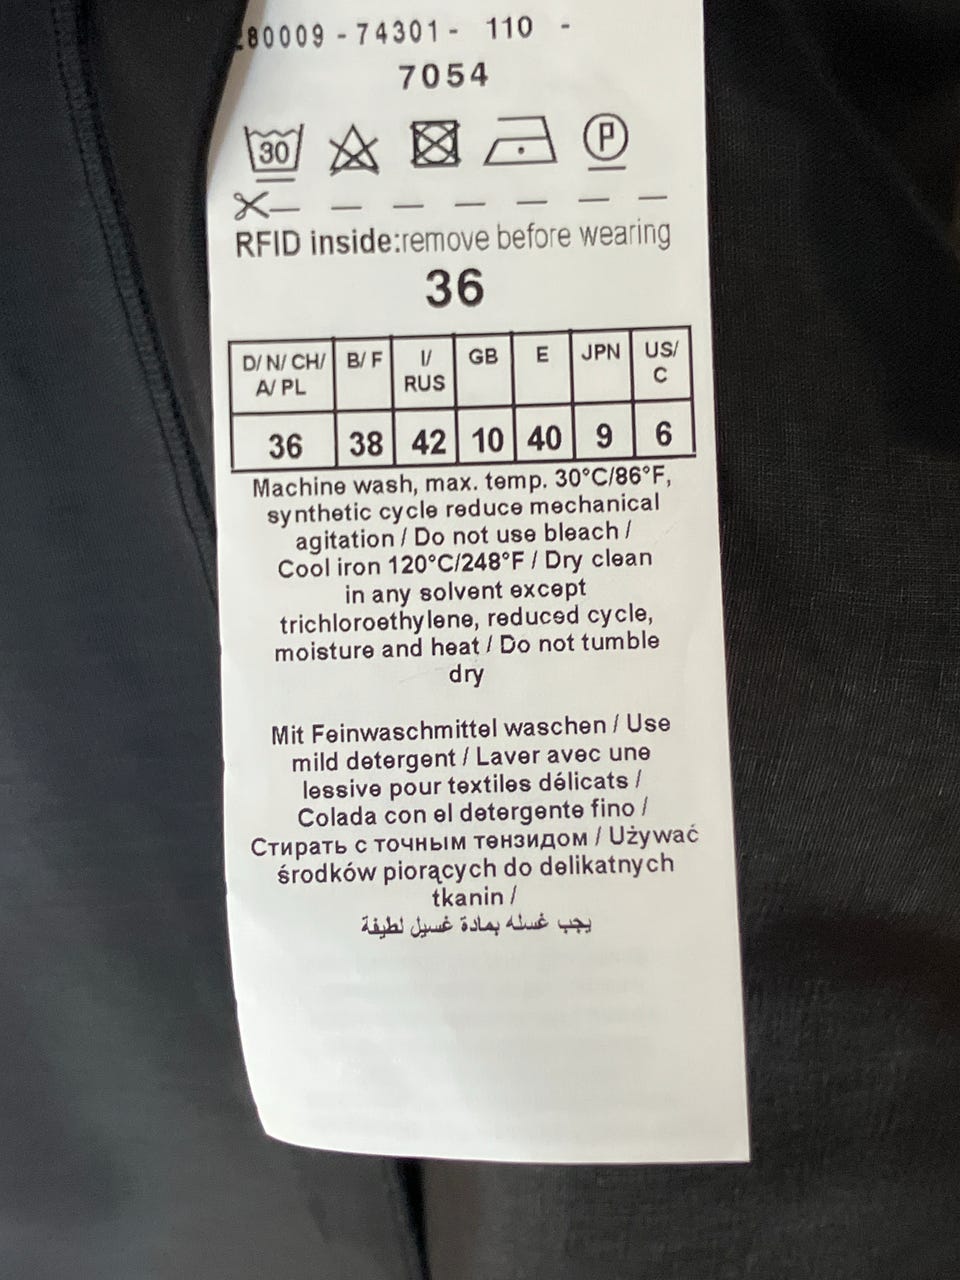 80009 - 74301 - 110 -
7054
30 P
RFID inside:remove before wearing
36
D/ N/ CH/ A/ PL B/ F I/ RUS GB E JPN US/ C
36 38 42 10 40 9 6
Machine wash, max. temp. 30°C/86°F,
synthetic cycle reduce mechanical
agitation / Do not use bleach /
Cool iron 120°C/248°F / Dry clean
in any solvent except
trichloroethylene, reduced cycle,
moisture and heat / Do not tumble
dry
Mit Feinwaschmittel waschen / Use
mild detergent / Laver avec une
lessive pour textiles délicats /
Colada con el detergente fino /
Стирать с точным тензидом / Używać
środków piorących do delikatnych
tkanin /
يجب غسله بمادة غسيل لطيفة